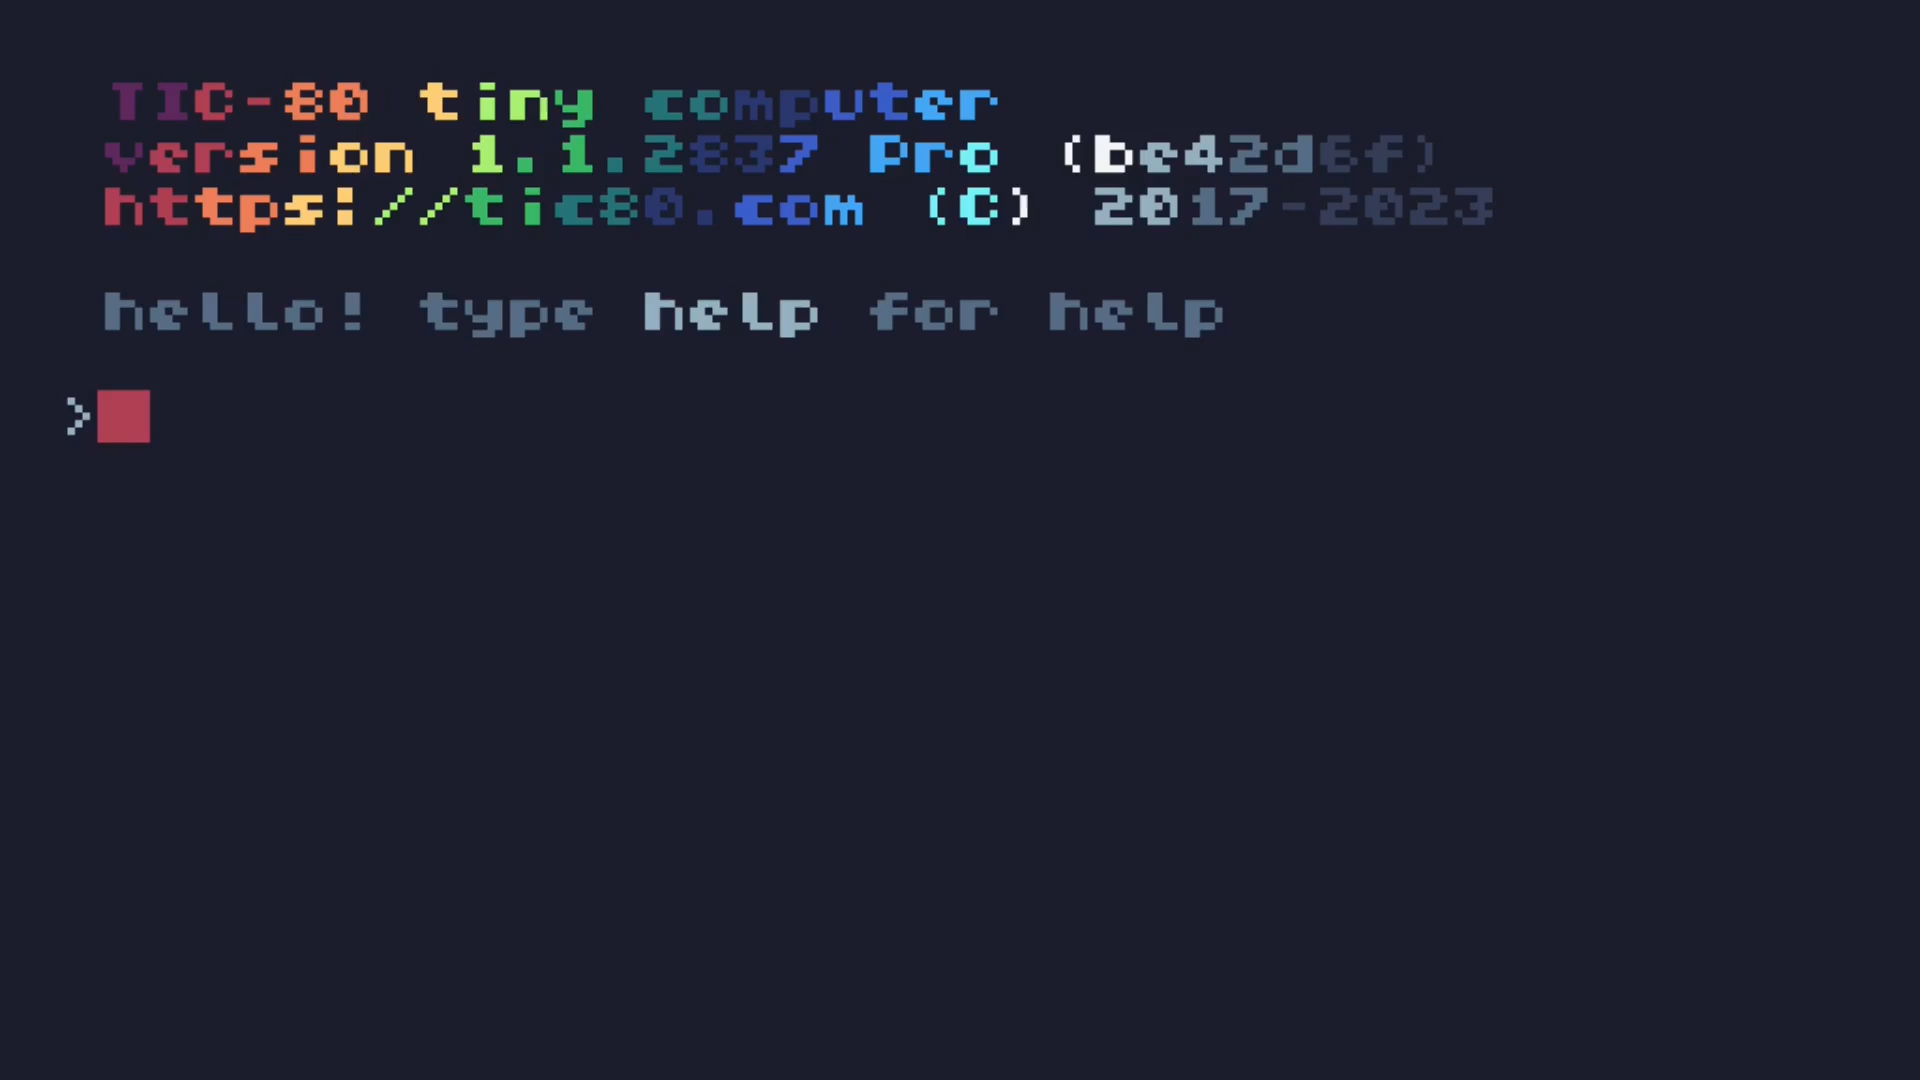 TIC-80 tiny computer
version 1.1.2837 Pro (be42d6f)
https://tic80.com (C) 2017-2023
hello! type help for help
>